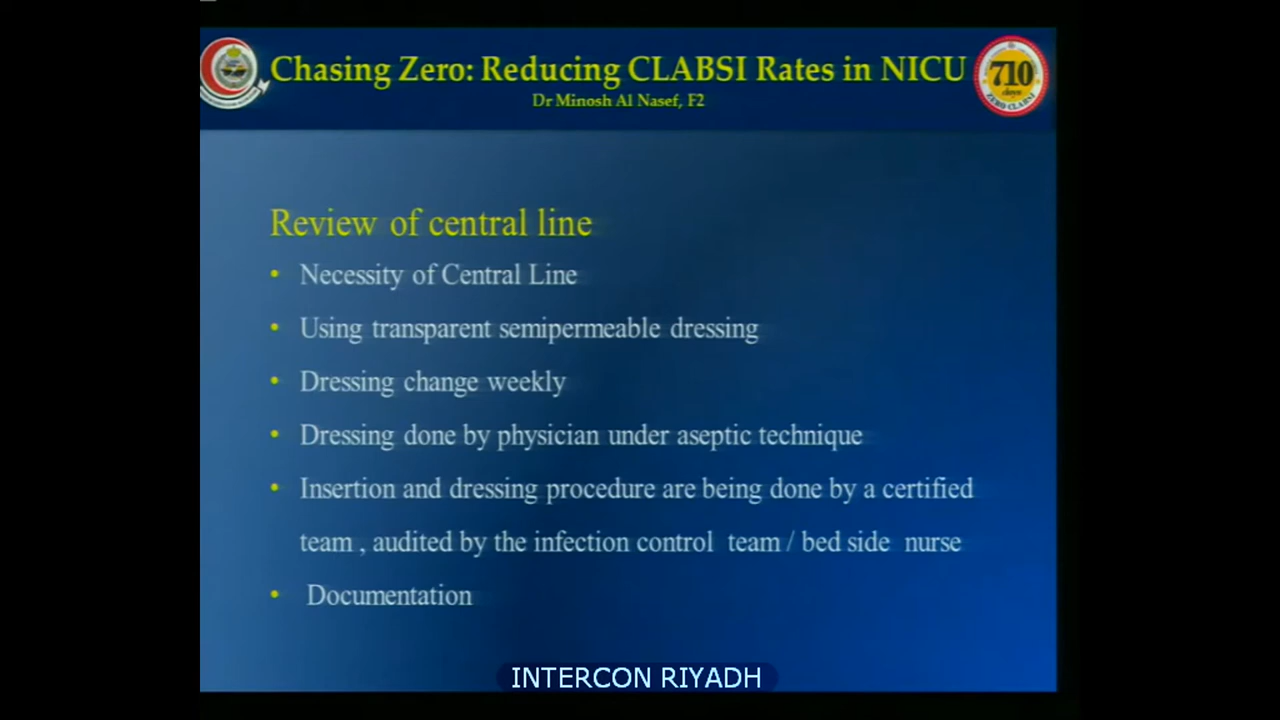 Chasing Zero: Reducing CLABSI Rates in NICU
Dr Minosh Al Nasef, F2
710
days
ZERO CLABSI
Review of central line
• Necessity of Central Line
• Using transparent semipermeable dressing
• Dressing change weekly
• Dressing done by physician under aseptic technique
• Insertion and dressing procedure are being done by a certified
team , audited by the infection control team / bed side nurse
• Documentation
INTERCON RIYADH